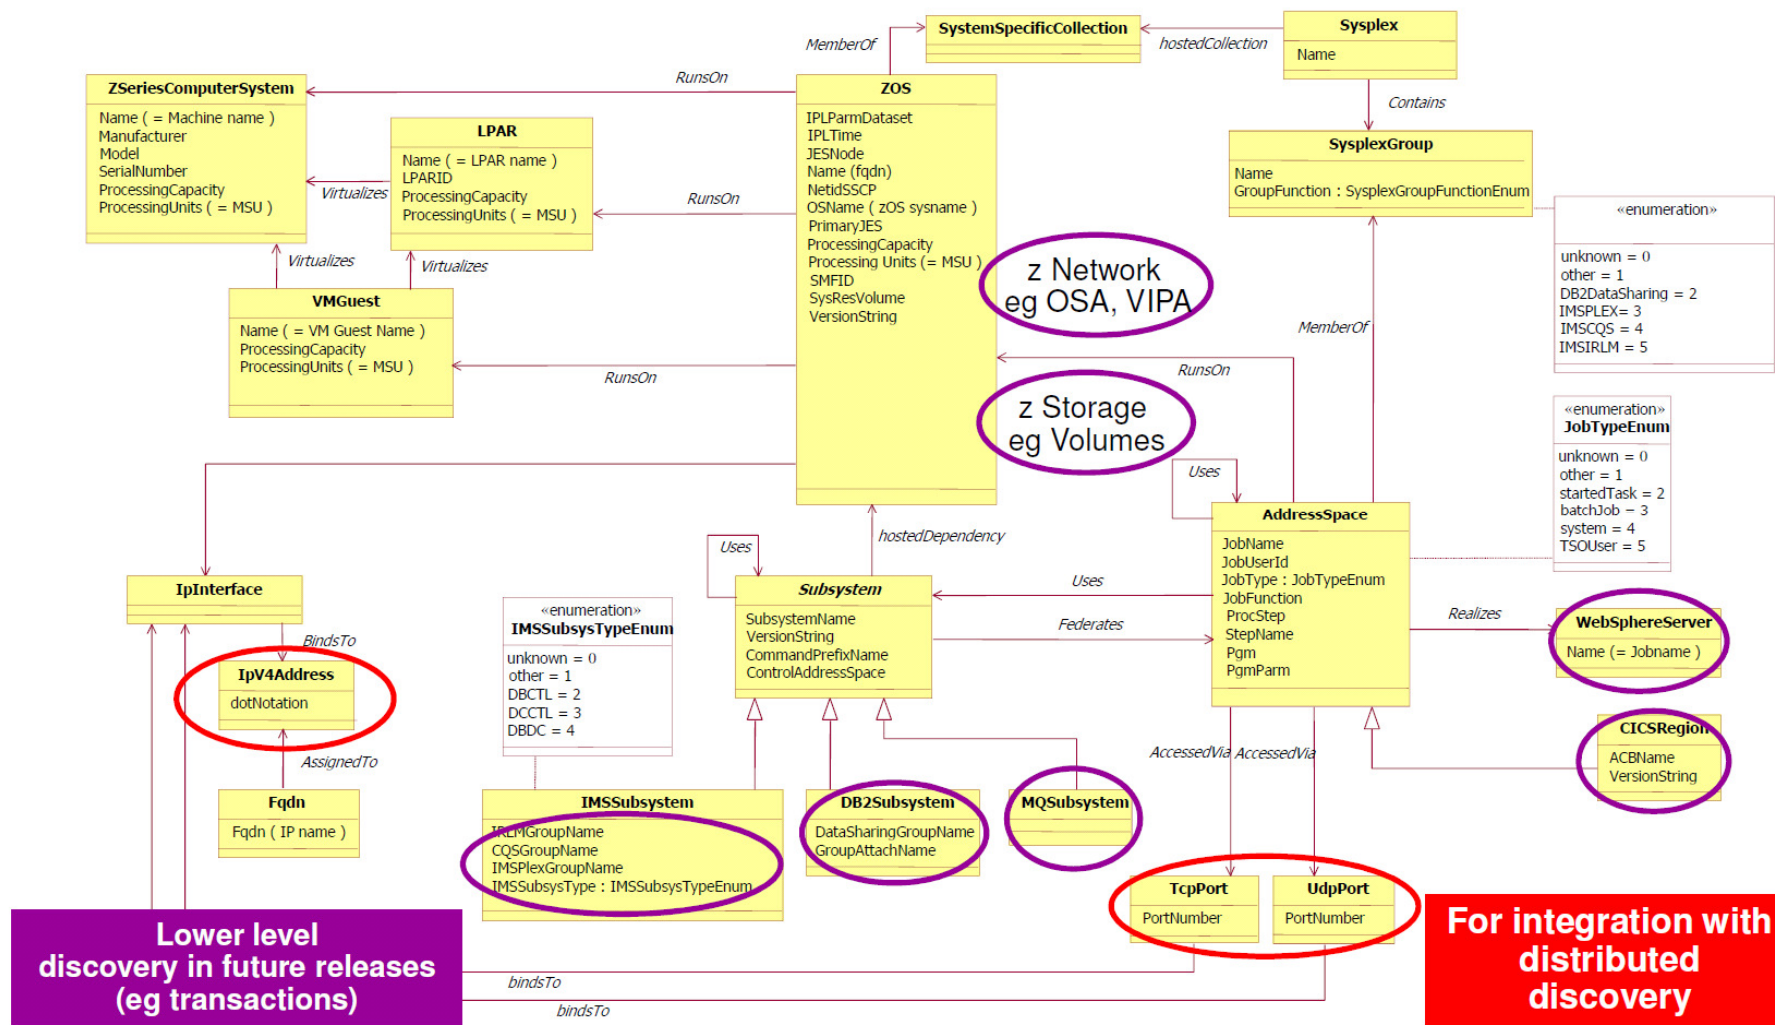 SystemSpecificCollection
MemberOf
hostedCollection
Sysplex
Name
Contains
ZSeriesComputerSystem
Name ( = Machine name )
Manufacturer
Model
SerialNumber
ProcessingCapacity
ProcessingUnits ( = MSU )
RunsOn
LPAR
Name ( = LPAR name )
LPARID
ProcessingCapacity
ProcessingUnits ( = MSU )
Virtualizes
RunsOn
Virtualizes
Virtualizes
VMGuest
Name ( = VM Guest Name )
ProcessingCapacity
ProcessingUnits ( = MSU )
RunsOn
ZOS
IPLParmDataset
IPLTime
JESNode
Name (fqdn)
NetidSSCP
OSName ( zOS sysname )
PrimaryJES
ProcessingCapacity
Processing Units (= MSU )
SMFID
SysResVolume
VersionString
z Network
eg OSA, VIPA
z Storage
eg Volumes
SysplexGroup
Name
GroupFunction : SysplexGroupFunctionEnum
«enumeration»
unknown = 0
other = 1
DB2DataSharing = 2
IMSPLEX= 3
IMSCQS = 4
IMSIRLM = 5
MemberOf
RunsOn
«enumeration»
JobTypeEnum
unknown = 0
other = 1
startedTask = 2
batchJob = 3
system = 4
TSOUser = 5
Uses
AddressSpace
JobName
JobUserId
JobType : JobTypeEnum
JobFunction
ProcStep
StepName
Pgm
PgmParm
hostedDependency
Uses
Subsystem
SubsystemName
VersionString
CommandPrefixName
ControlAddressSpace
Uses
Federates
Realizes
WebSphereServer
Name (= Jobname )
CICSRegion
ACBName
VersionString
IpInterface
BindsTo
IpV4Address
dotNotation
AssignedTo
Fqdn
Fqdn ( IP name )
«enumeration»
IMSSubsysTypeEnum
unknown = 0
other = 1
DBCTL = 2
DCCTL = 3
DBDC = 4
IMSSubsystem
IRLMGroupName
CQSGroupName
IMSPlexGroupName
IMSSubsysType : IMSSubsysTypeEnum
DB2Subsystem
DataSharingGroupName
GroupAttachName
MQSubsystem
AccessedVia
AccessedVia
TcpPort
PortNumber
UdpPort
PortNumber
bindsTo
bindsTo
Lower level
discovery in future releases
(eg transactions)
For integration with
distributed
discovery